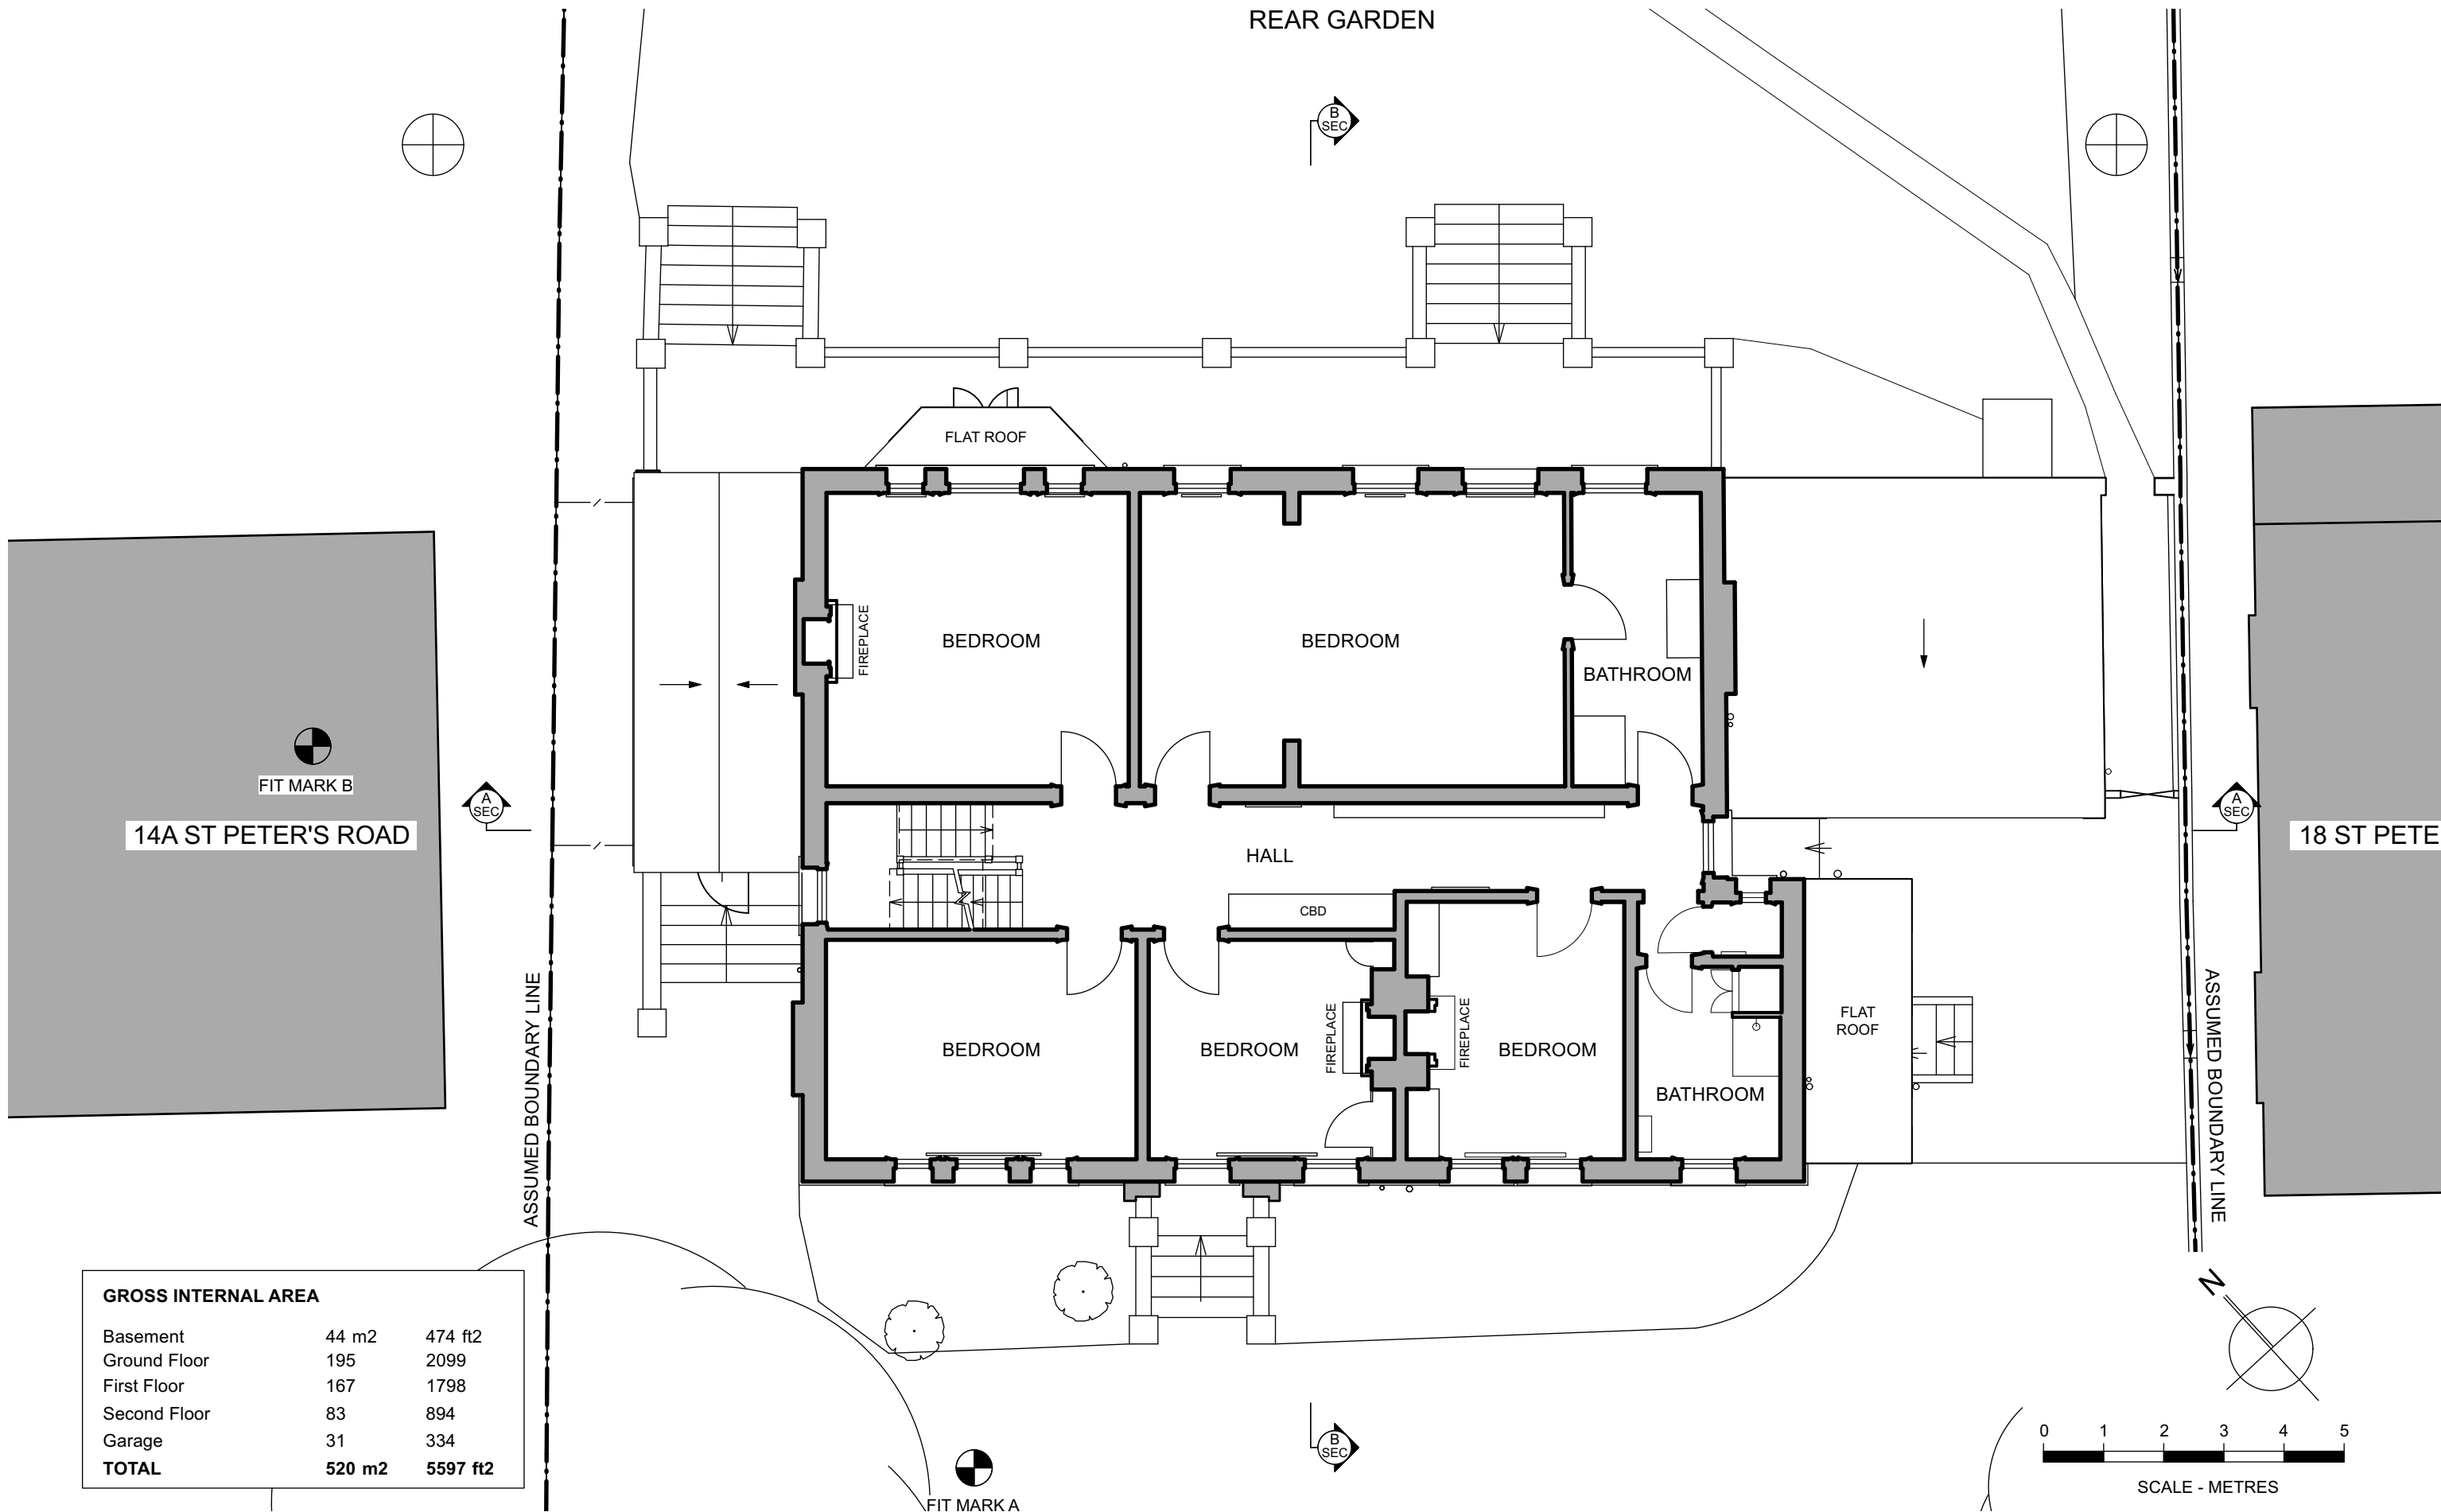 REAR GARDEN
B
SEC
FLAT ROOF
FIREPLACE
BEDROOM
BEDROOM
BATHROOM
FIT MARK B
14A ST PETER'S ROAD
A
SEC
A
SEC
18 ST PETE
HALL
CBD
ASSUMED BOUNDARY LINE
BEDROOM
BEDROOM
FIREPLACE
FIREPLACE
BEDROOM
BATHROOM
FLAT
ROOF
ASSUMED BOUNDARY LINE
GROSS INTERNAL AREA
Basement 44 m2 474 ft2
Ground Floor 195 2099
First Floor 167 1798
Second Floor 83 894
Garage 31 334
TOTAL 520 m2 5597 ft2
N
B
SEC
FIT MARK A
0 1 2 3 4 5
SCALE - METRES